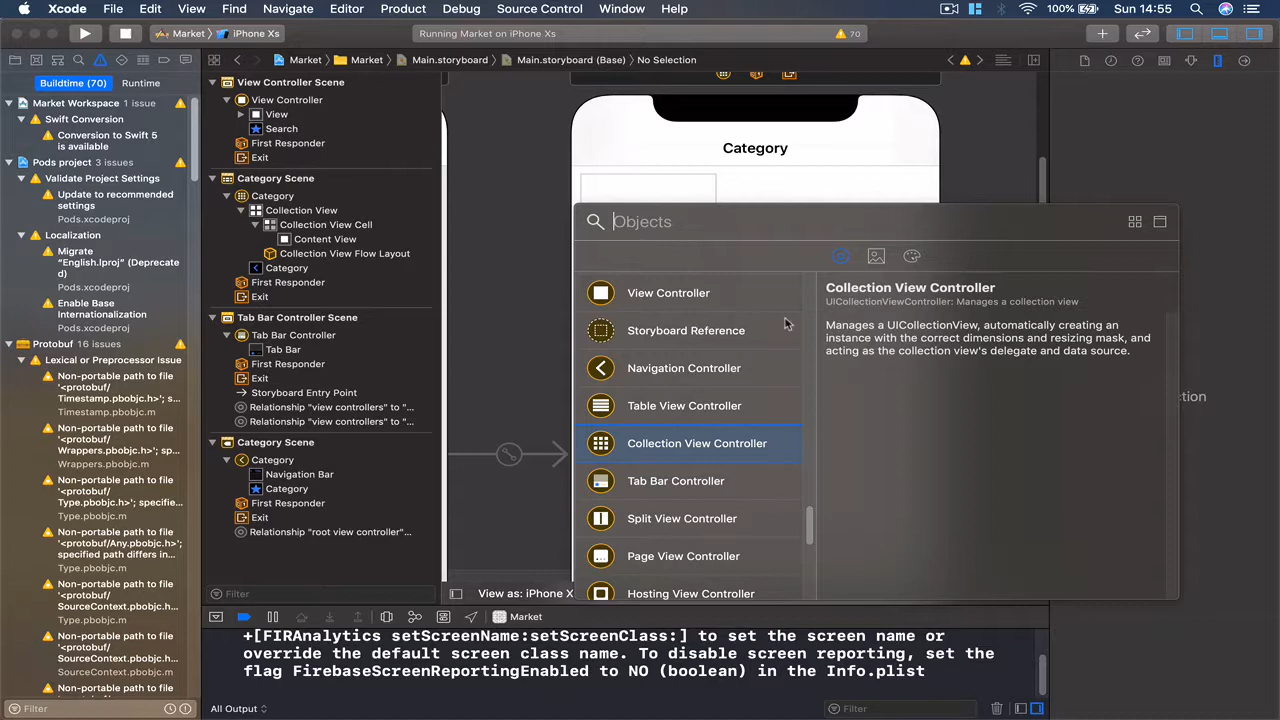 Xcode File Edit View Find Navigate Editor Product Debug Source Control Window Help 100% Sun 14:55
Market iPhone Xs Running Market on iPhone Xs 70
Market Market Main.storyboard Main.storyboard (Base) No Selection
Buildtime (70) Runtime
Market Workspace 1 issue
Swift Conversion
Conversion to Swift 5
is available
Pods project 3 issues
Validate Project Settings
Update to recommended
settings
Pods.xcodeproj
Localization
Migrate
“English.lproj” (Deprecate
d)
Pods.xcodeproj
Enable Base
Internationalization
Pods.xcodeproj
Protobuf 16 issues
Lexical or Preprocessor Issue
Non-portable path to file
'<protobuf/
Timestamp.pbobjc.h>'; s...
Timestamp.pbobjc.m
Non-portable path to file
'<protobuf/
Wrappers.pbobjc.h>'; sp...
Wrappers.pbobjc.m
Non-portable path to file
'<protobuf/
Type.pbobjc.h>'; specifie...
Type.pbobjc.m
Non-portable path to file
'<protobuf/Any.pbobjc.h>';
specified path differs in...
Type.pbobjc.m
Non-portable path to file
'<protobuf/
SourceContext.pbobjc.h...
Type.pbobjc.m
Non-portable path to file
'<protobuf/
SourceContext.pbobjc.h...
SourceContext.pbobjc.m
Non-portable path to file
Filter
View Controller Scene
View Controller
View
Search
First Responder
Exit
Category Scene
Category
Collection View
Collection View Cell
Content View
Collection View Flow Layout
Category
First Responder
Exit
Tab Bar Controller Scene
Tab Bar Controller
Tab Bar
First Responder
Exit
Storyboard Entry Point
Relationship "view controllers" to "...
Relationship "view controllers" to "...
Category Scene
Category
Navigation Bar
Category
First Responder
Exit
Relationship "root view controller"...
Filter
Category
Objects
View Controller
Storyboard Reference
Navigation Controller
Table View Controller
Collection View Controller
Tab Bar Controller
Split View Controller
Page View Controller
Hosting View Controller
Collection View Controller
UICollectionViewController: Manages a collection view
Manages a UICollectionView, automatically creating an
instance with the correct dimensions and resizing mask, and
acting as the collection view's delegate and data source.
View as: iPhone X
Market
+[FIRAnalytics setScreenName:setScreenClass:] to set the screen name or
override the default screen class name. To disable screen reporting, set the
flag FirebaseScreenReportingEnabled to NO (boolean) in the Info.plist
All Output
Filter